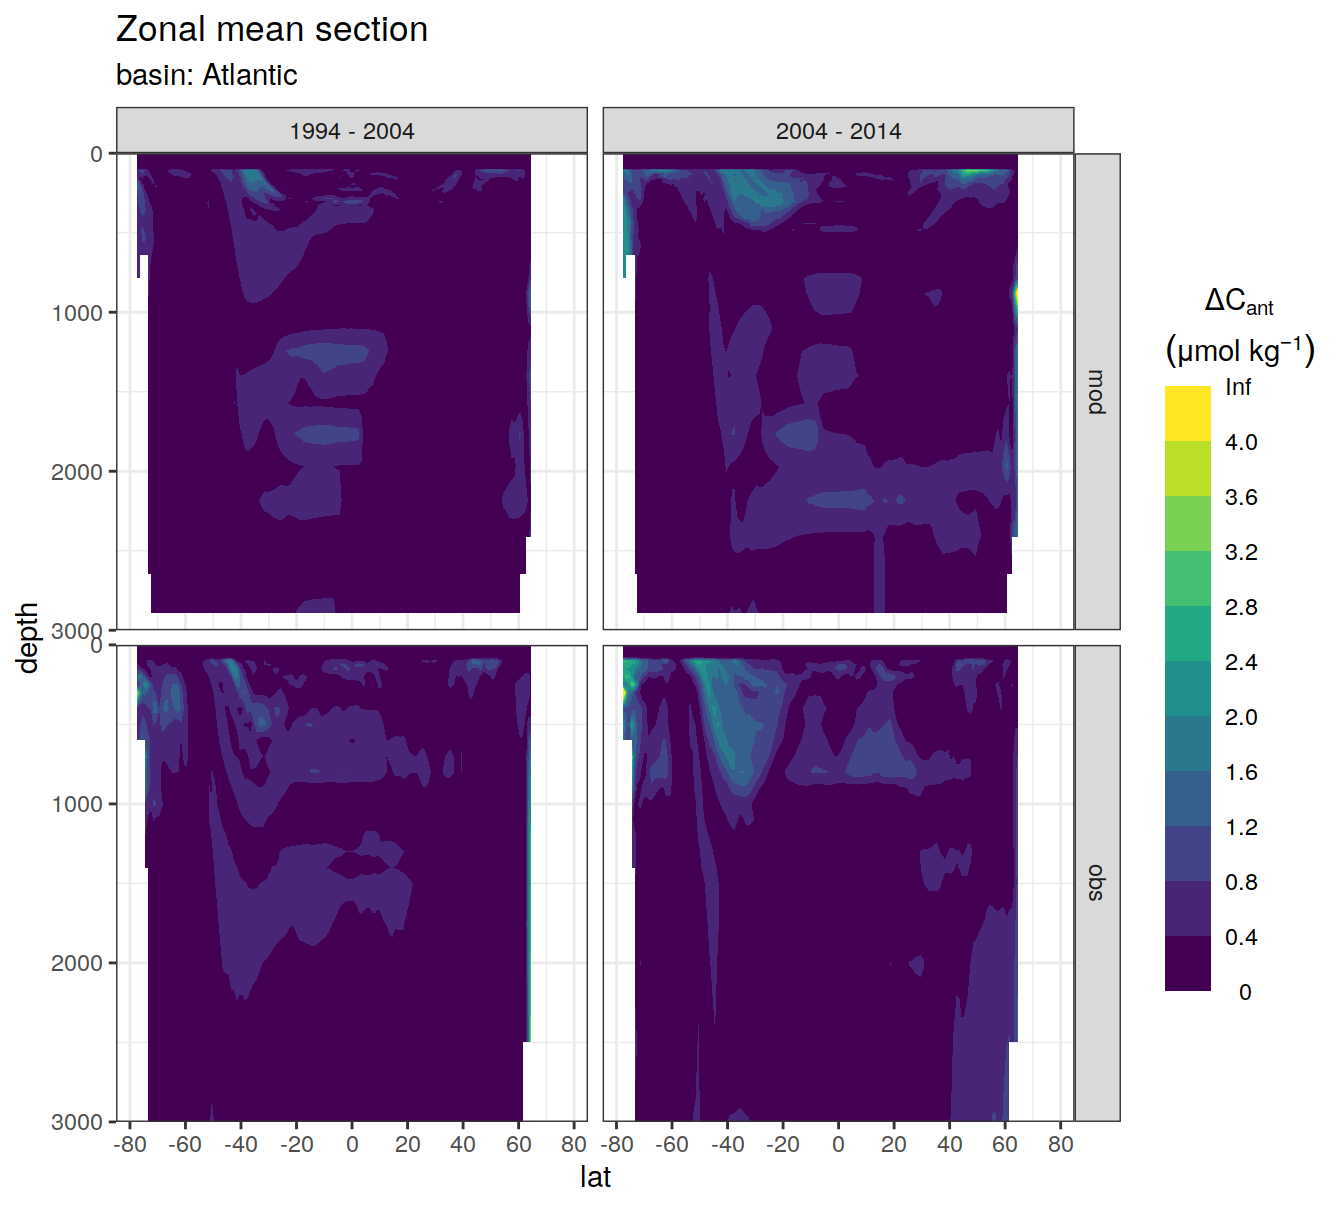 Zonal mean section
basin: Atlantic
1994 - 2004
2004 - 2014
0
1000
2000
3000
mod
0
1000
2000
3000
obs
depth
-80 -60 -40 -20 0 20 40 60 80
-80 -60 -40 -20 0 20 40 60 80
lat
ΔCant
(μmol kg⁻¹)
Inf
4.0
3.6
3.2
2.8
2.4
2.0
1.6
1.2
0.8
0.4
0